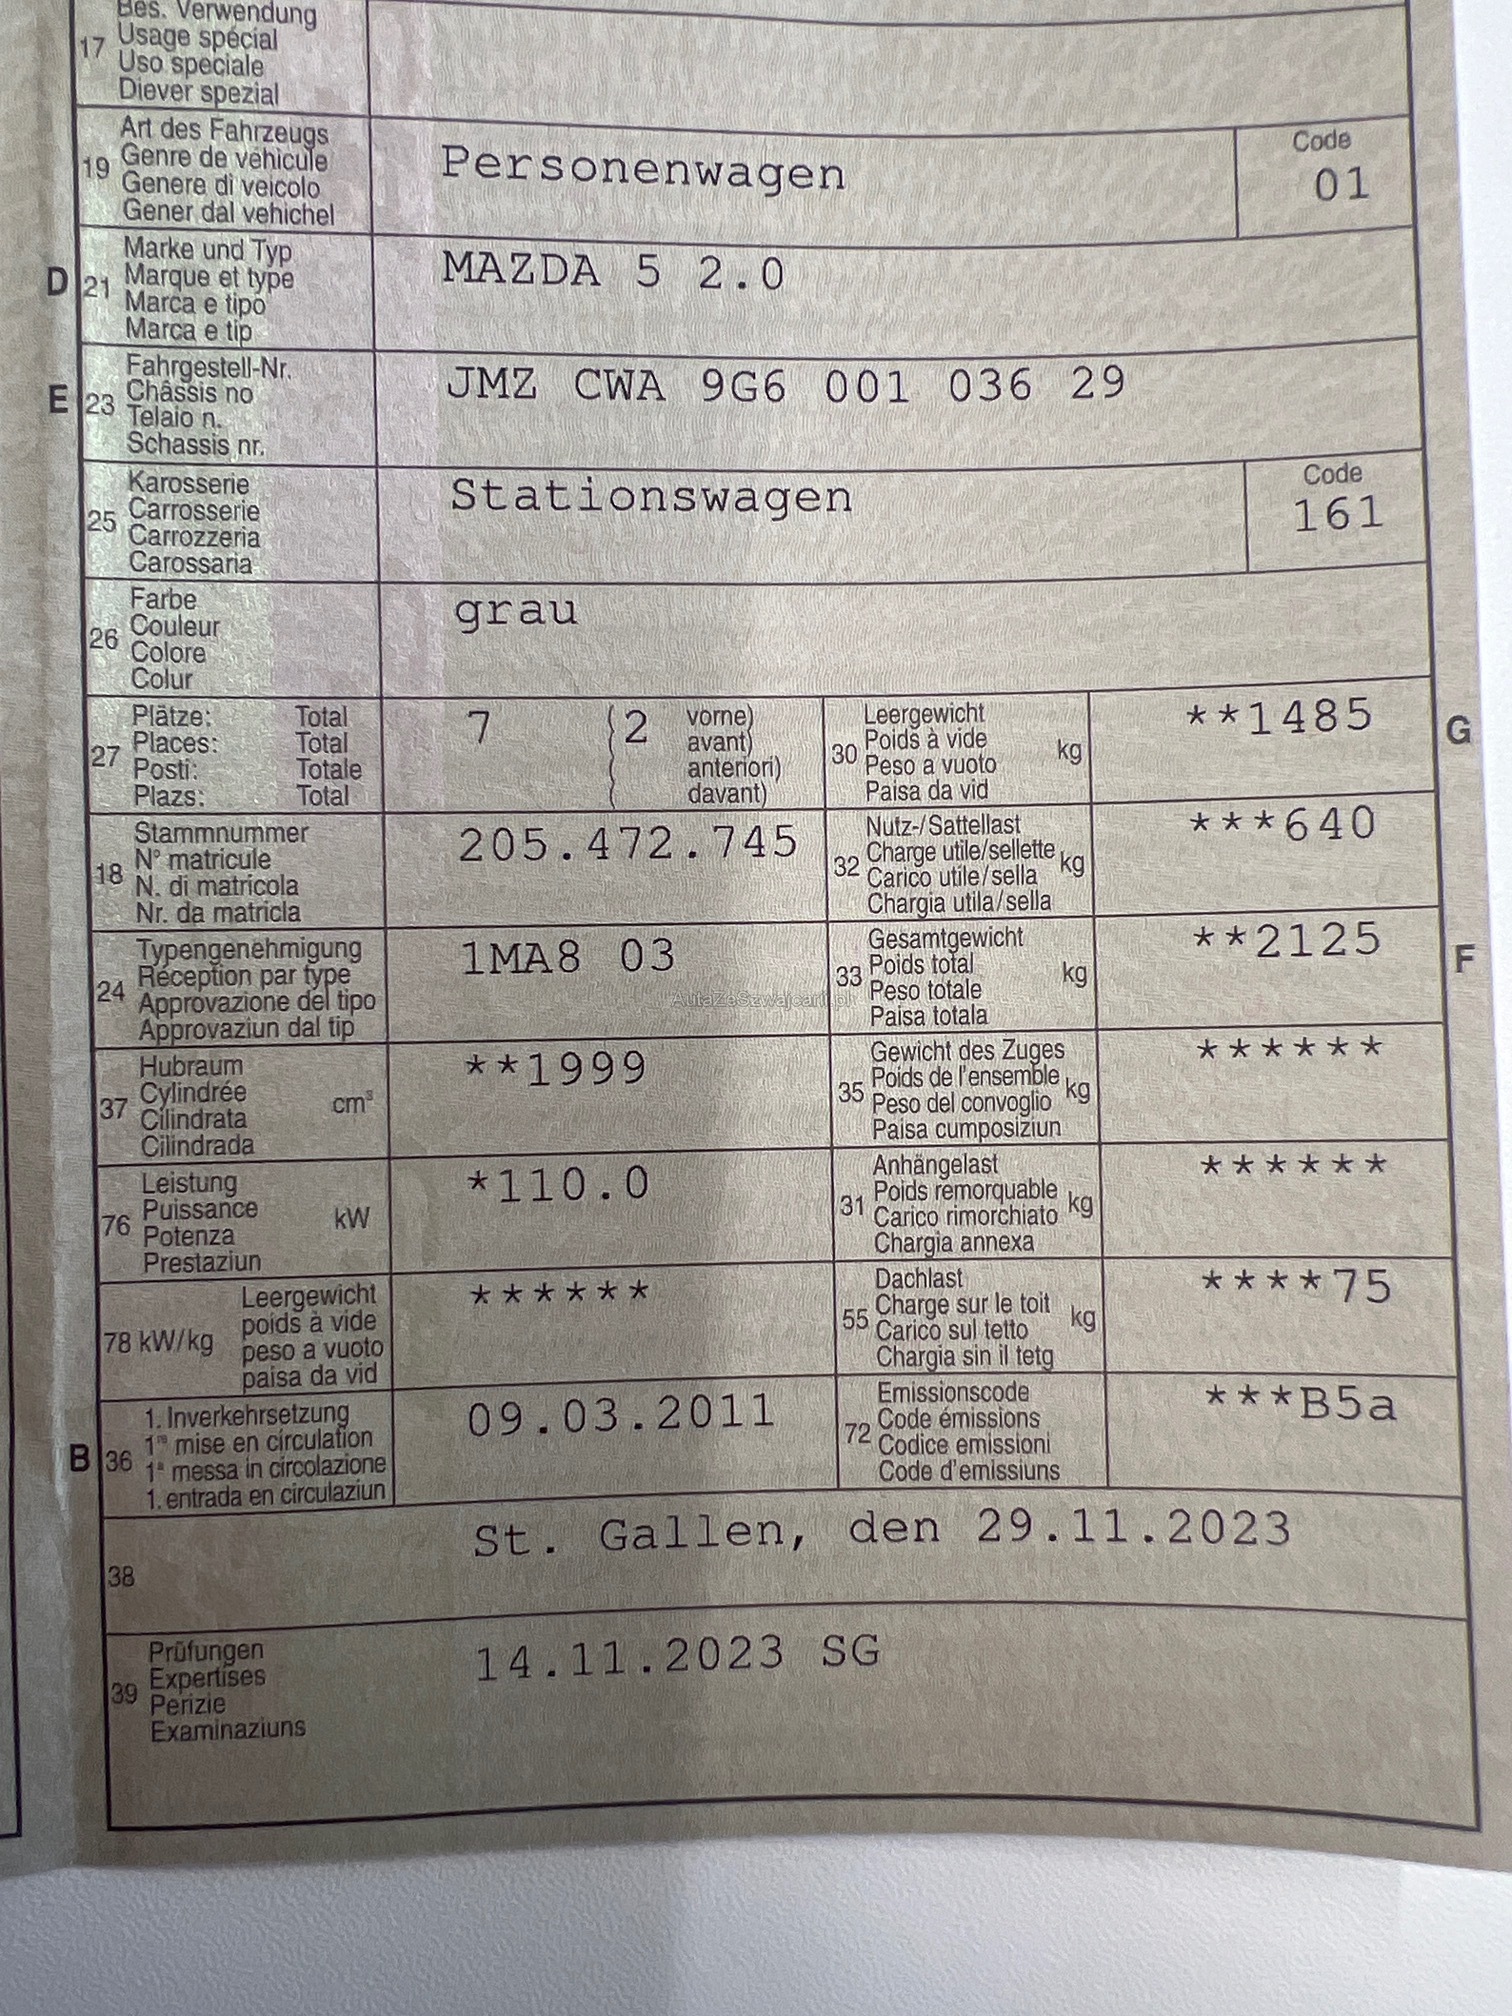 Bes. Verwendung
17 Usage spécial
Uso speciale
Diever spezial
Art des Fahrzeugs
19 Genre de véhicule
Genere di veicolo
Gener dal vehichel
Personenwagen
Code
01
Marke und Typ
D 21 Marque et type
Marca e tipo
Marca e tip
MAZDA 5 2.0
Fahrgestell-Nr.
E 23 Châssis no
Telaio n.
Schassis nr.
JMZ CWA 9G6 001 036 29
Karosserie
25 Carrosserie
Carrozzeria
Carossaria
Stationswagen
Code
161
Farbe
26 Couleur
Colore
Colur
grau
Plätze: Total
27 Places: Total
Posti: Totale
Plazs: Total
7 (2 vorne)
avant)
anteriori)
davant)
Leergewicht
30 Poids à vide kg
Peso a vuoto
Paisa da vid
**1485
G
Stammnummer
18 N° matricule
N. di matricola
Nr. da matricla
205.472.745
Nutz-/Sattellast
32 Charge utile/sellette kg
Carico utile/sella
Chargia utila/sella
***640
Typengenehmigung
24 Réception par type
Approvazione del tipo
Approvaziun dal tip
1MA8 03
AutaZeSzwajcarii.pl
Gesamtgewicht
33 Poids total kg
Peso totale
Paisa totala
**2125
F
Hubraum
37 Cylindrée cm³
Cilindrata
Cilindrada
**1999
Gewicht des Zuges
35 Poids de l'ensemble kg
Peso del convoglio
Paisa cumposiziun
******
Leistung
76 Puissance kW
Potenza
Prestaziun
*110.0
Anhängelast
31 Poids remorquable kg
Carico rimorchiato
Chargia annexa
******
Leergewicht
78 kW/kg poids à vide
peso a vuoto
paisa da vid
******
Dachlast
55 Charge sur le toit kg
Carico sul tetto
Chargia sin il tetg
****75
1. Inverkehrsetzung
B 36 1re mise en circulation
1a messa in circolazione
1. entrada en circulaziun
09.03.2011
Emissionscode
72 Code émissions
Codice emissioni
Code d'emissiuns
***B5a
38
St. Gallen, den 29.11.2023
Prüfungen
39 Expertises
Perizie
Examinaziuns
14.11.2023 SG